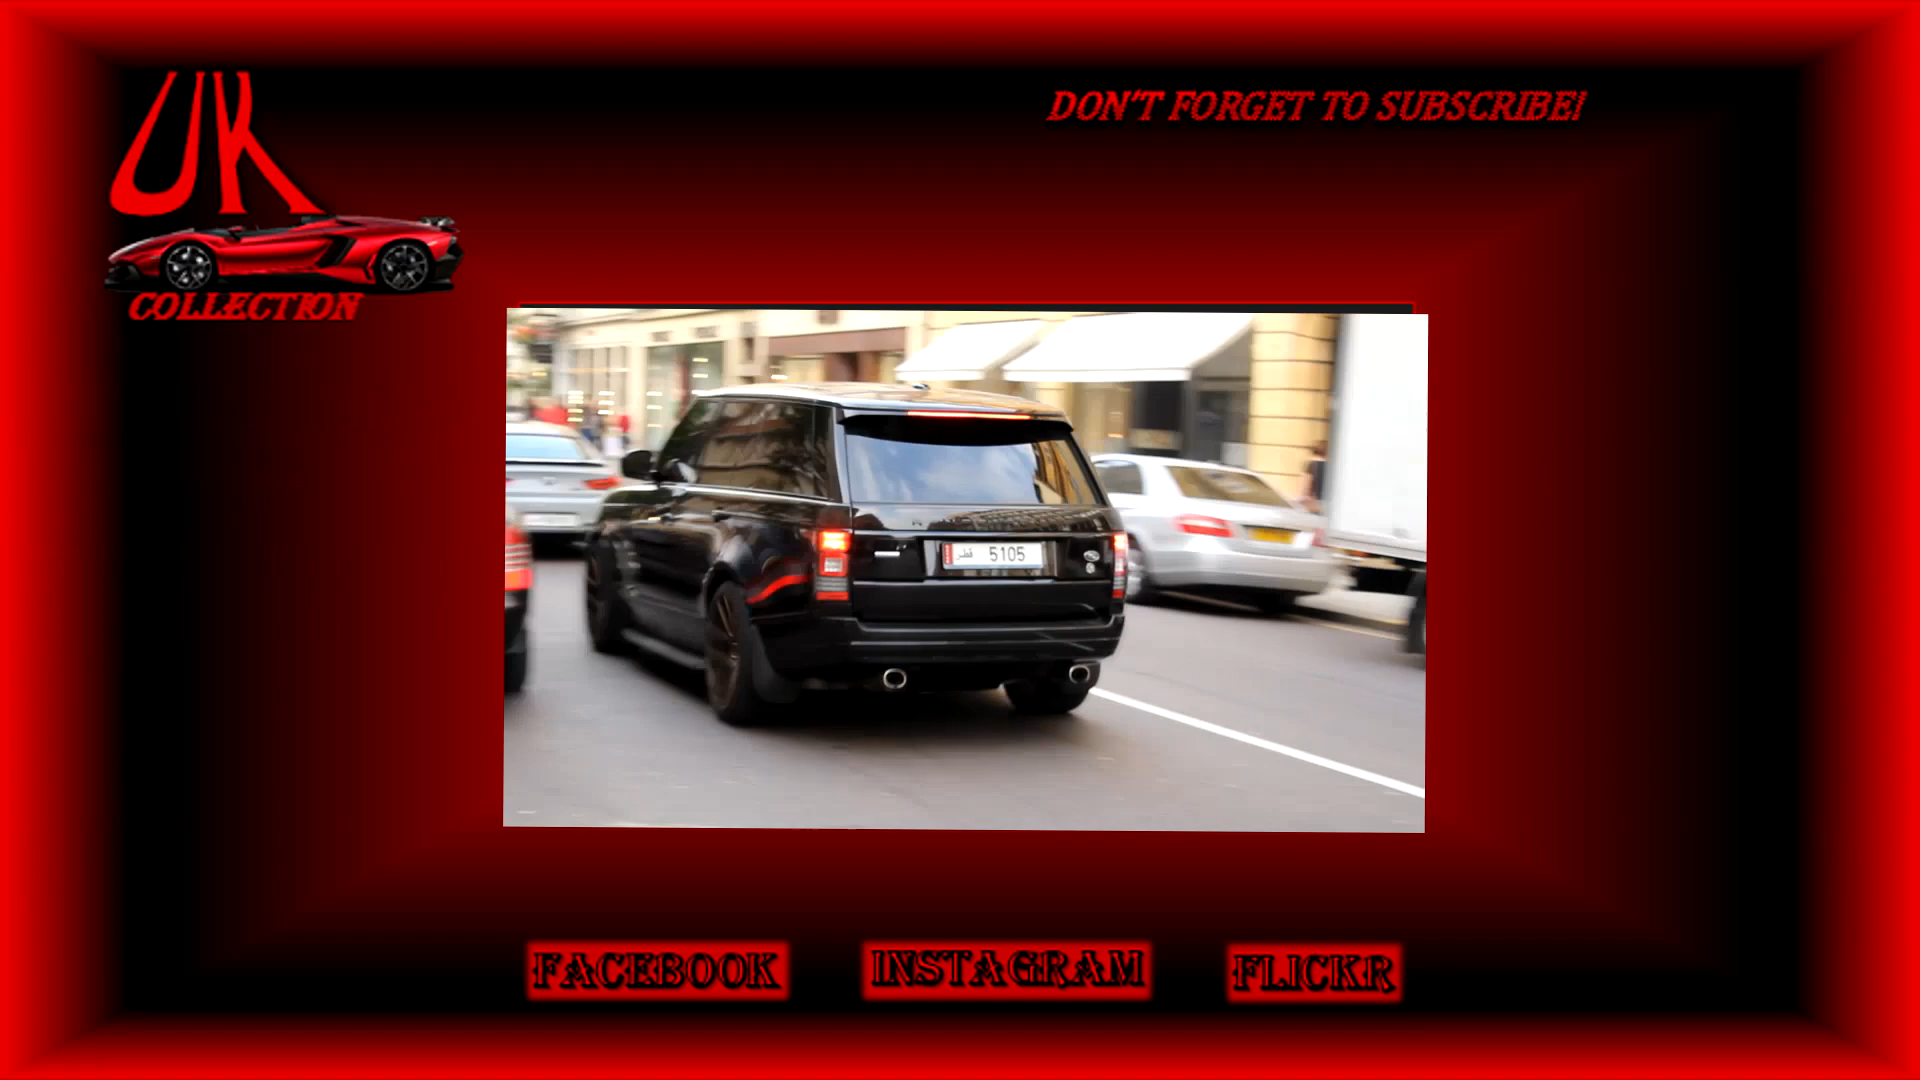 UK
COLLECTION
DON'T FORGET TO SUBSCRIBE!
قطر 5105
FACEBOOK
INSTAGRAM
FLICKR